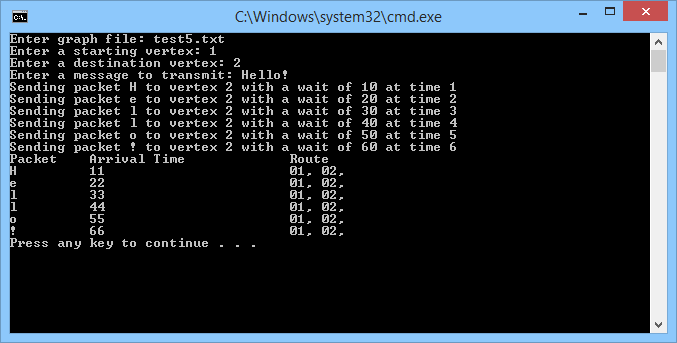 C:\Windows\system32\cmd.exe
Enter graph file: test5.txt
Enter a starting vertex: 1
Enter a destination vertex: 2
Enter a message to transmit: Hello!
Sending packet H to vertex 2 with a wait of 10 at time 1
Sending packet e to vertex 2 with a wait of 20 at time 2
Sending packet l to vertex 2 with a wait of 30 at time 3
Sending packet l to vertex 2 with a wait of 40 at time 4
Sending packet o to vertex 2 with a wait of 50 at time 5
Sending packet ! to vertex 2 with a wait of 60 at time 6
Packet    Arrival Time             Route
H         11                       01, 02,
e         22                       01, 02,
l         33                       01, 02,
l         44                       01, 02,
o         55                       01, 02,
!         66                       01, 02,
Press any key to continue . . .